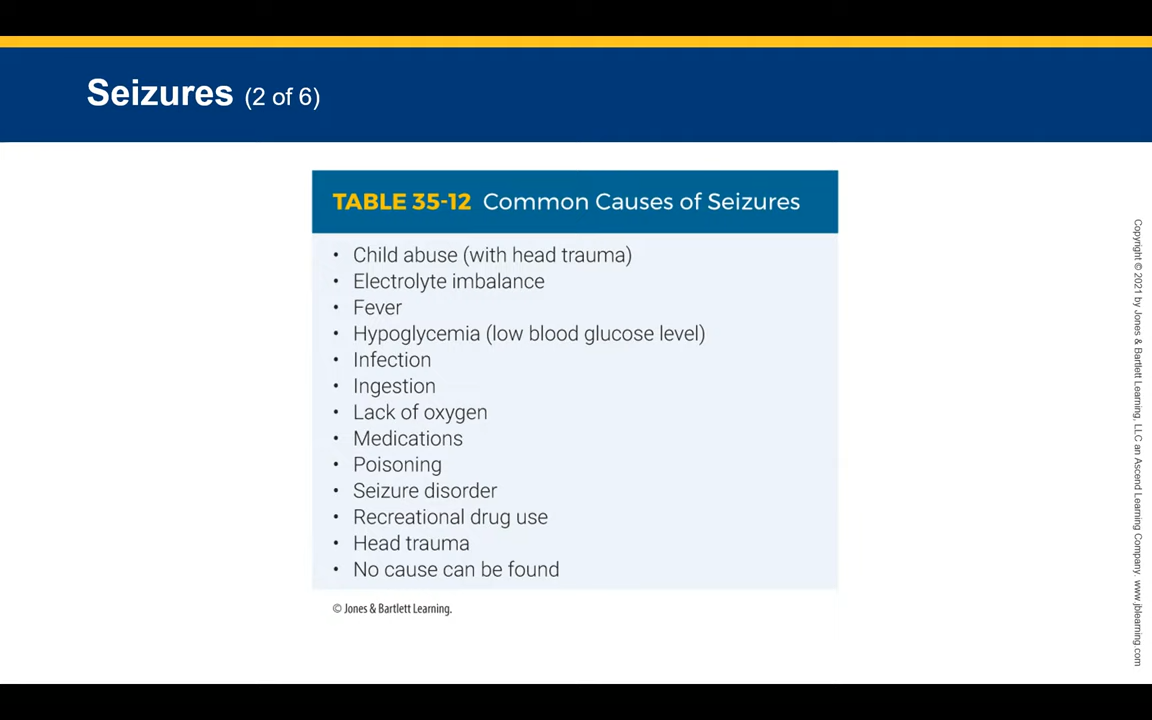 Seizures (2 of 6)
TABLE 35-12 Common Causes of Seizures
• Child abuse (with head trauma)
• Electrolyte imbalance
• Fever
• Hypoglycemia (low blood glucose level)
• Infection
• Ingestion
• Lack of oxygen
• Medications
• Poisoning
• Seizure disorder
• Recreational drug use
• Head trauma
• No cause can be found
© Jones & Bartlett Learning.
Copyright © 2021 by Jones & Bartlett Learning, LLC an Ascend Learning Company. www.jblearning.com